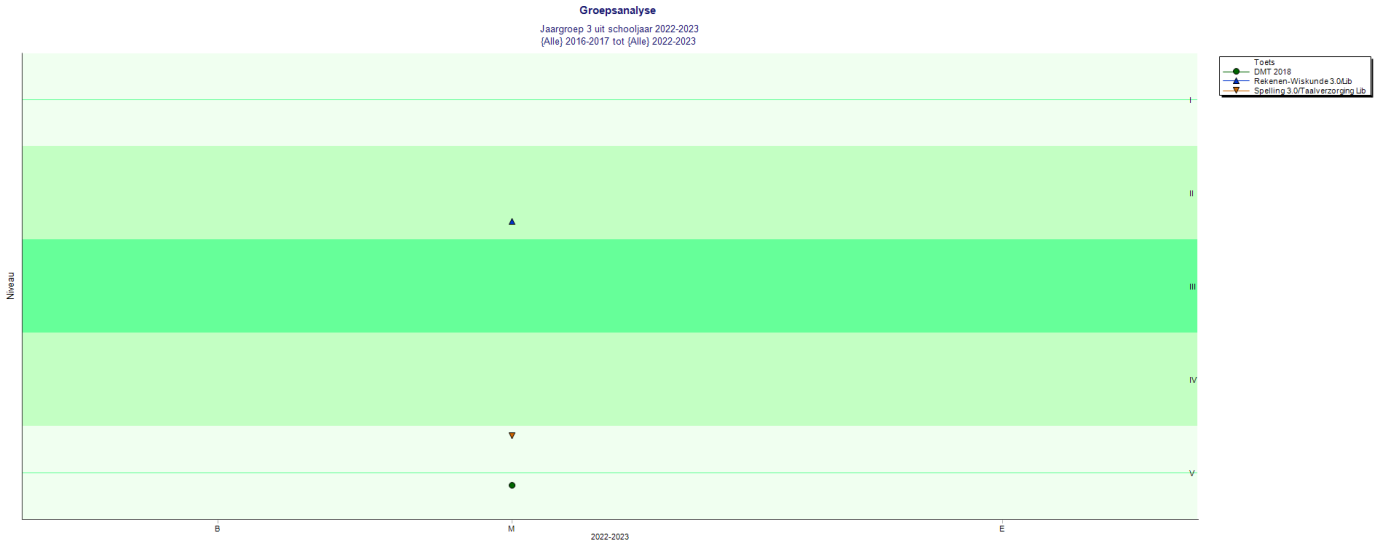 Groepsanalyse
Jaargroep 3 uit schooljaar 2022-2023
{Alle} 2016-2017 tot {Alle} 2022-2023
Toets
DMT 2018
Rekenen-Wiskunde 3.0/Lib
Spelling 3.0/Taalverzorging Lib
I
II
III
IV
V
Niveau
B M E
2022-2023